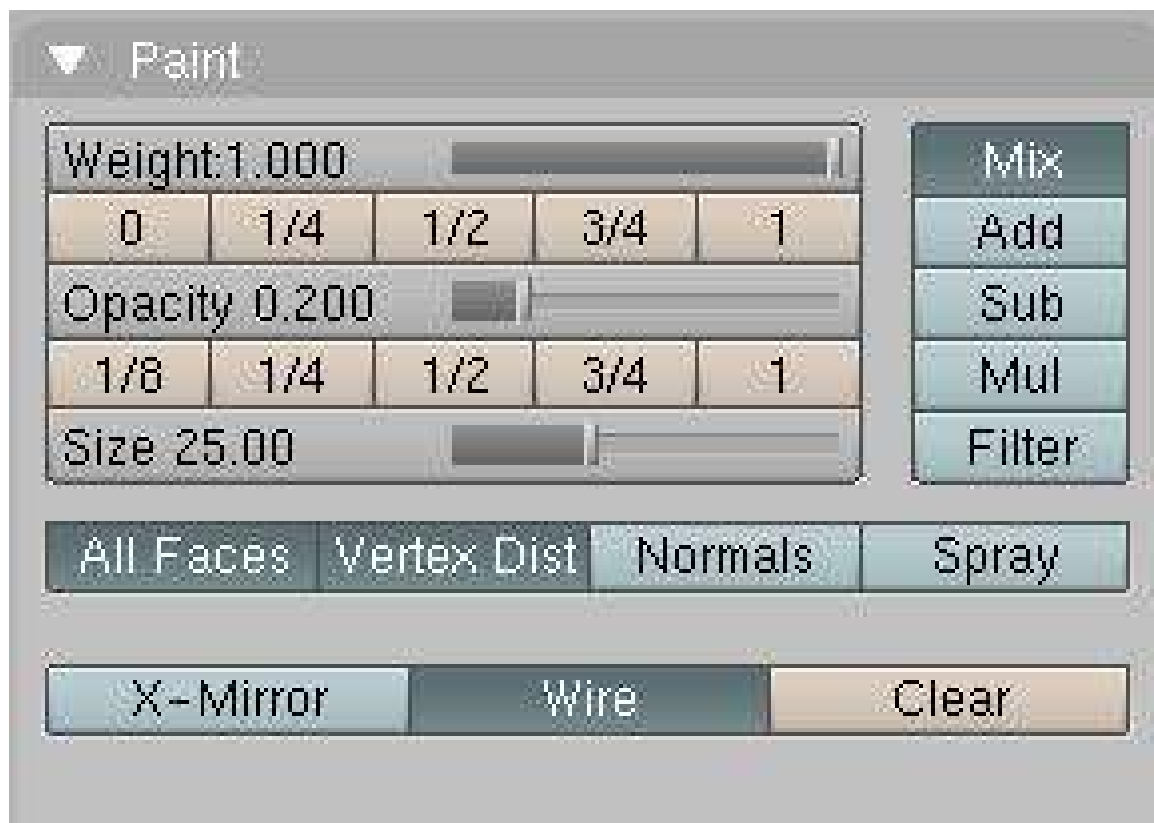 Paint
Weight:1.000
Mix
0 1/4 1/2 3/4 1
Add
Opacity 0.200
Sub
1/8 1/4 1/2 3/4 1
Mul
Size 25.00
Filter
All Faces Vertex Dist Normals Spray
X-Mirror Wire Clear